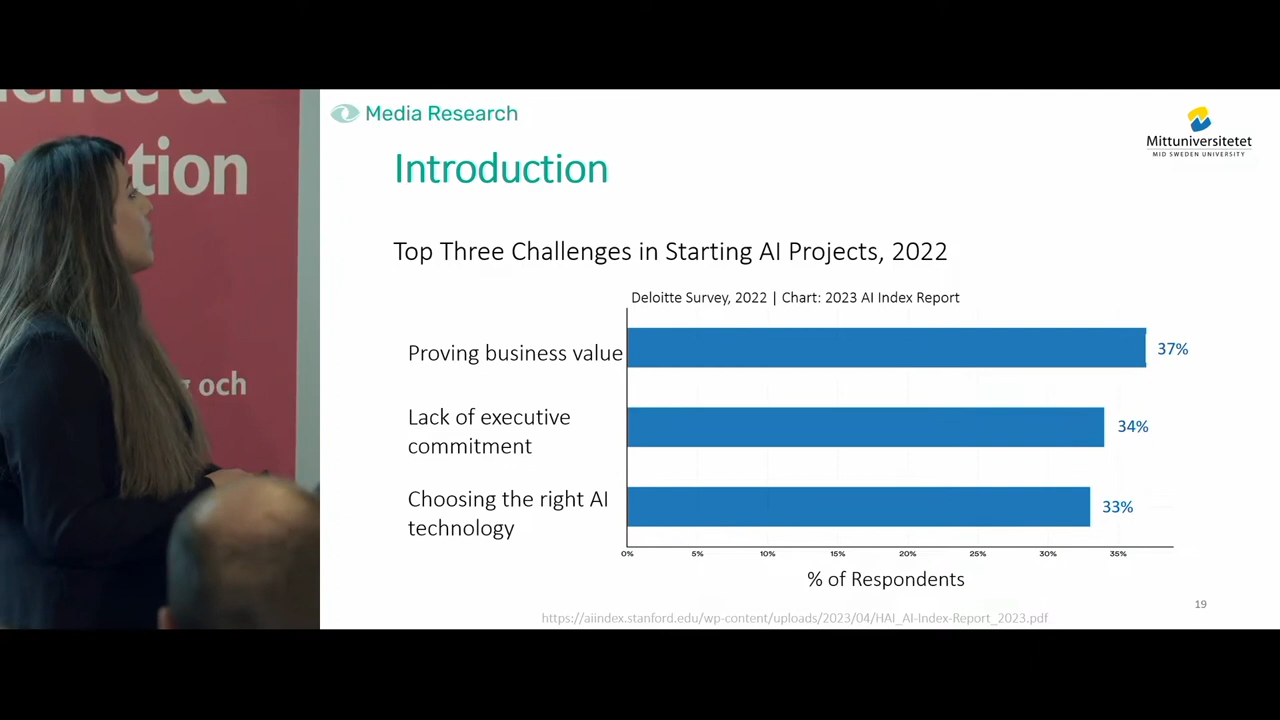 tion
och
Media Research
Mittuniversitetet
MID SWEDEN UNIVERSITY
Introduction
Top Three Challenges in Starting AI Projects, 2022
Deloitte Survey, 2022 | Chart: 2023 AI Index Report
Proving business value
37%
Lack of executive
commitment
34%
Choosing the right AI
technology
33%
0% 5% 10% 15% 20% 25% 30% 35%
% of Respondents
19
https://aiindex.stanford.edu/wp-content/uploads/2023/04/HAI_AI-Index-Report_2023.pdf